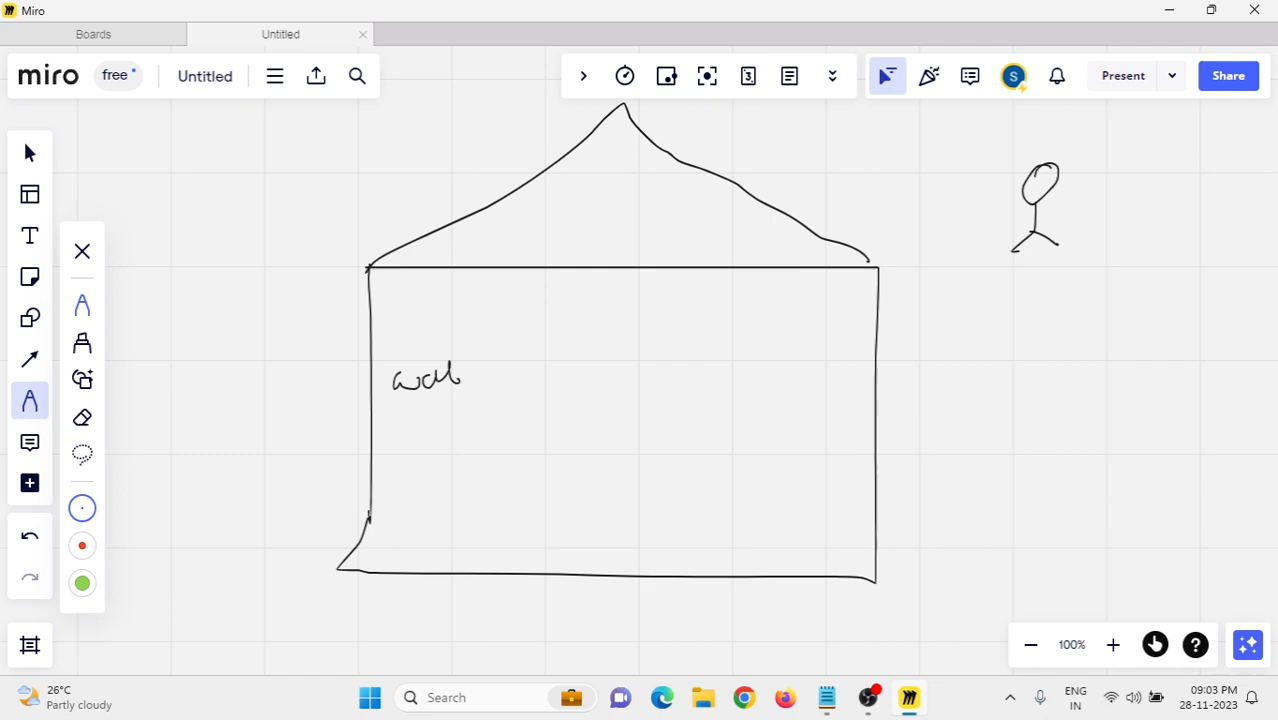 Miro
Boards
Untitled
miro
free
Untitled
3
S
Present
Share
100%
26°C
Partly cloudy
Search
ENG
IN
09:03 PM
28-11-2023